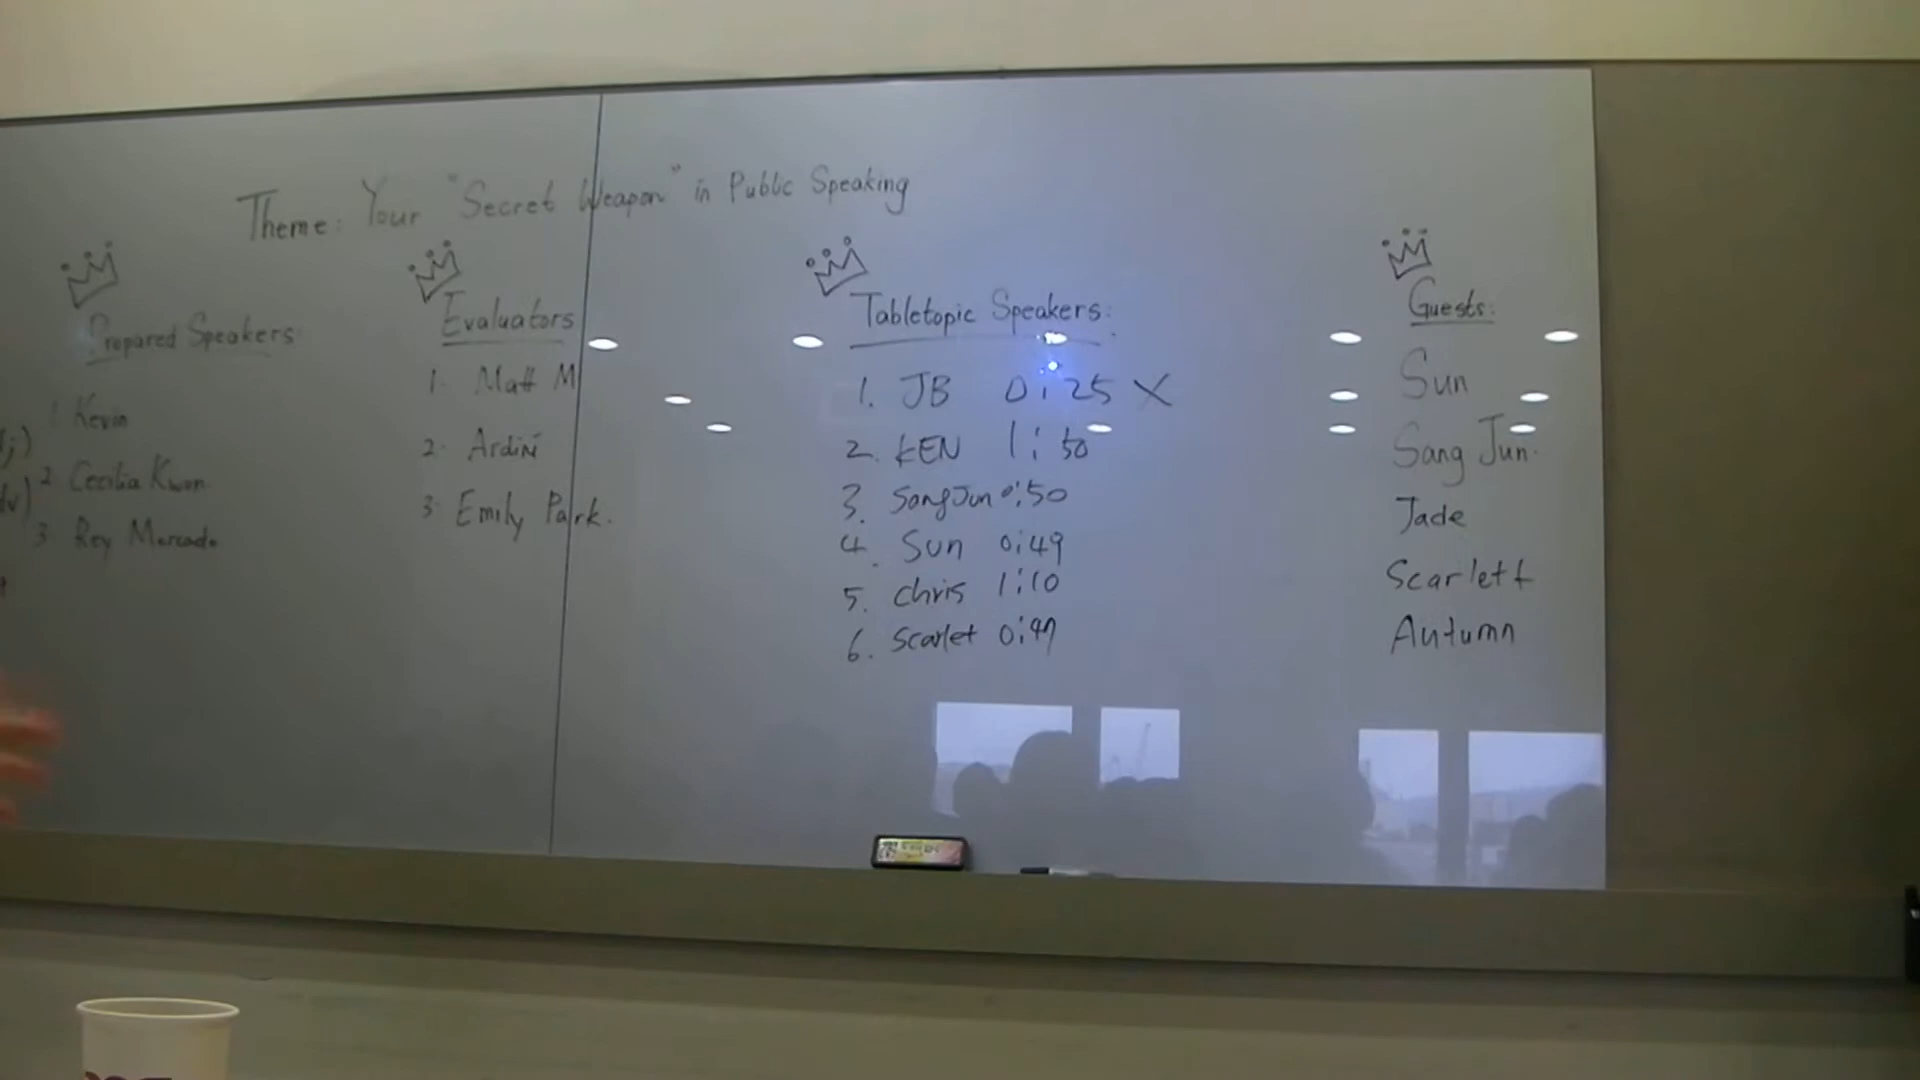 Theme: Your "Secret Weapon" in Public Speaking
Prepared Speakers
1 Kevin
2 Cecilia Kwon
3 Rey Mercado
Evaluators
1. Matt M
2. Ardini
3. Emily Park.
Tabletopic Speakers:
1. JB 0:25 X
2. KEN 1:50
3. SangJun 0:50
4. Sun 0:49
5. Chris 1:10
6. Scarlet 0:47
Guests:
Sun
Sang Jun.
Jade
Scarlett
Autumn